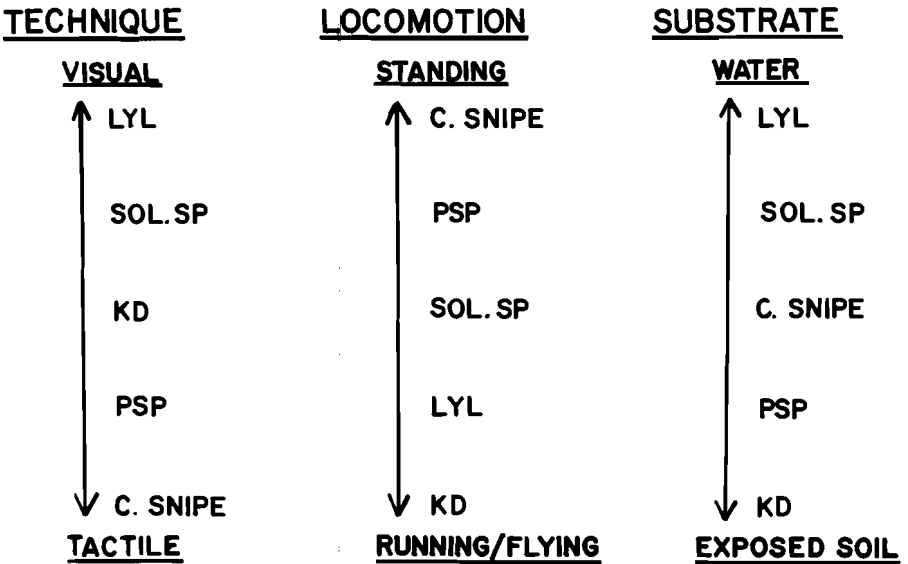 TECHNIQUE
VISUAL
LYL
SOL. SP
KD
PSP
C. SNIPE
TACTILE
LOCOMOTION
STANDING
C. SNIPE
PSP
SOL. SP
LYL
KD
RUNNING/FLYING
SUBSTRATE
WATER
LYL
SOL. SP
C. SNIPE
PSP
KD
EXPOSED SOIL